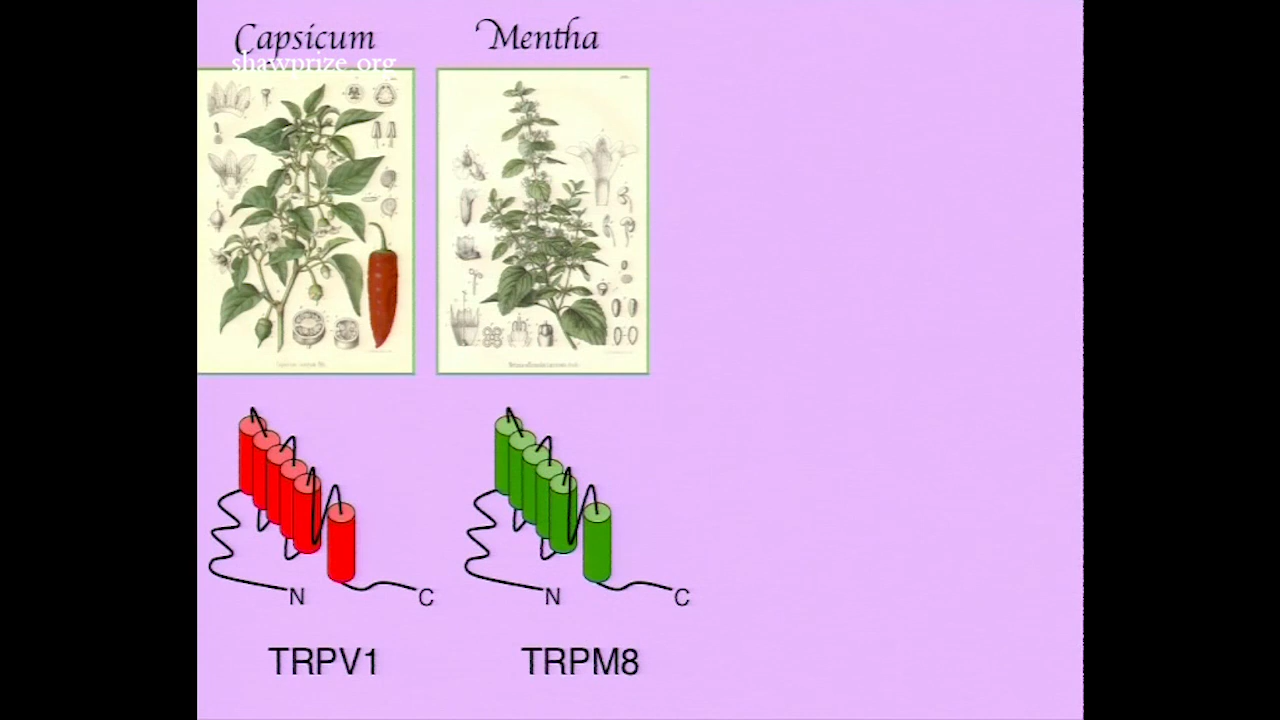 Capsicum
Mentha
shawprize.org
N
C
N
C
TRPV1
TRPM8